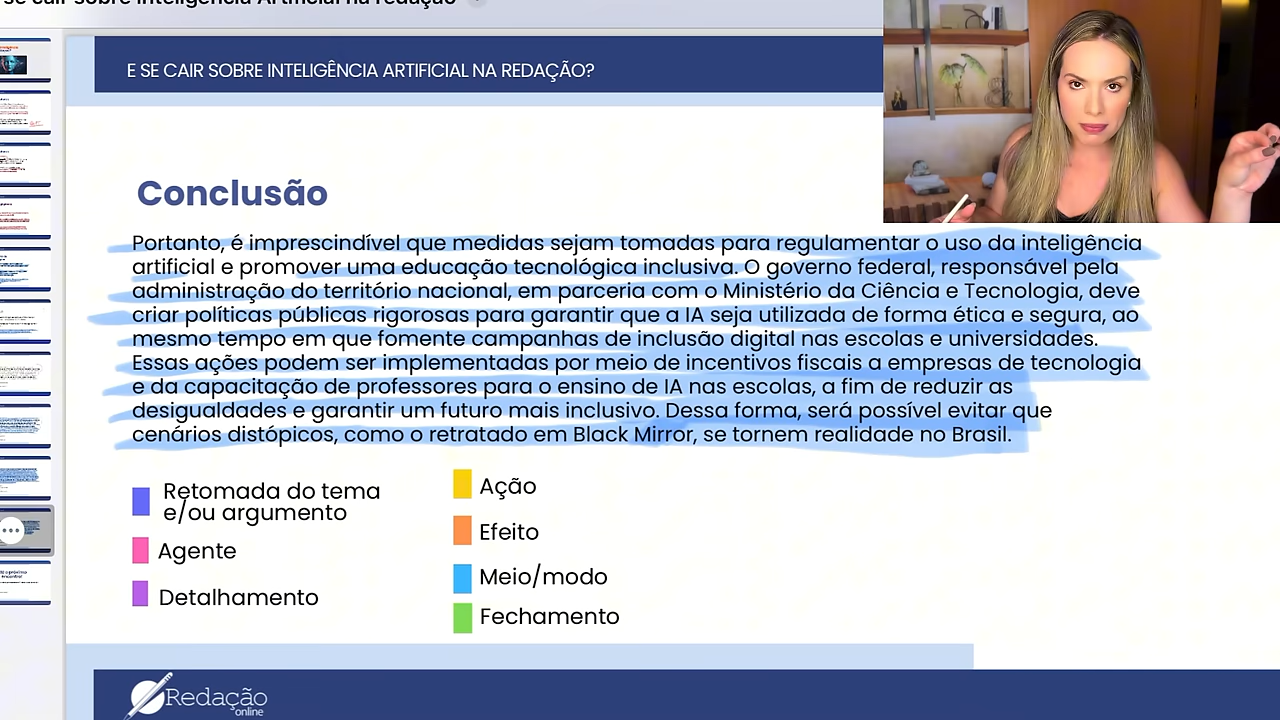 se cair sobre Inteligência Artificial na redação
E SE CAIR SOBRE INTELIGÊNCIA ARTIFICIAL NA REDAÇÃO?
Conclusão
Portanto, é imprescindível que medidas sejam tomadas para regulamentar o uso da inteligência
artificial e promover uma educação tecnológica inclusiva. O governo federal, responsável pela
administração do território nacional, em parceria com o Ministério da Ciência e Tecnologia, deve
criar políticas públicas rigorosas para garantir que a IA seja utilizada de forma ética e segura, ao
mesmo tempo em que fomente campanhas de inclusão digital nas escolas e universidades.
Essas ações podem ser implementadas por meio de incentivos fiscais a empresas de tecnologia
e da capacitação de professores para o ensino de IA nas escolas, a fim de reduzir as
desigualdades e garantir um futuro mais inclusivo. Dessa forma, será possível evitar que
cenários distópicos, como o retratado em Black Mirror, se tornem realidade no Brasil.
Retomada do tema
e/ou argumento
Agente
Detalhamento
Ação
Efeito
Meio/modo
Fechamento
Redação
online